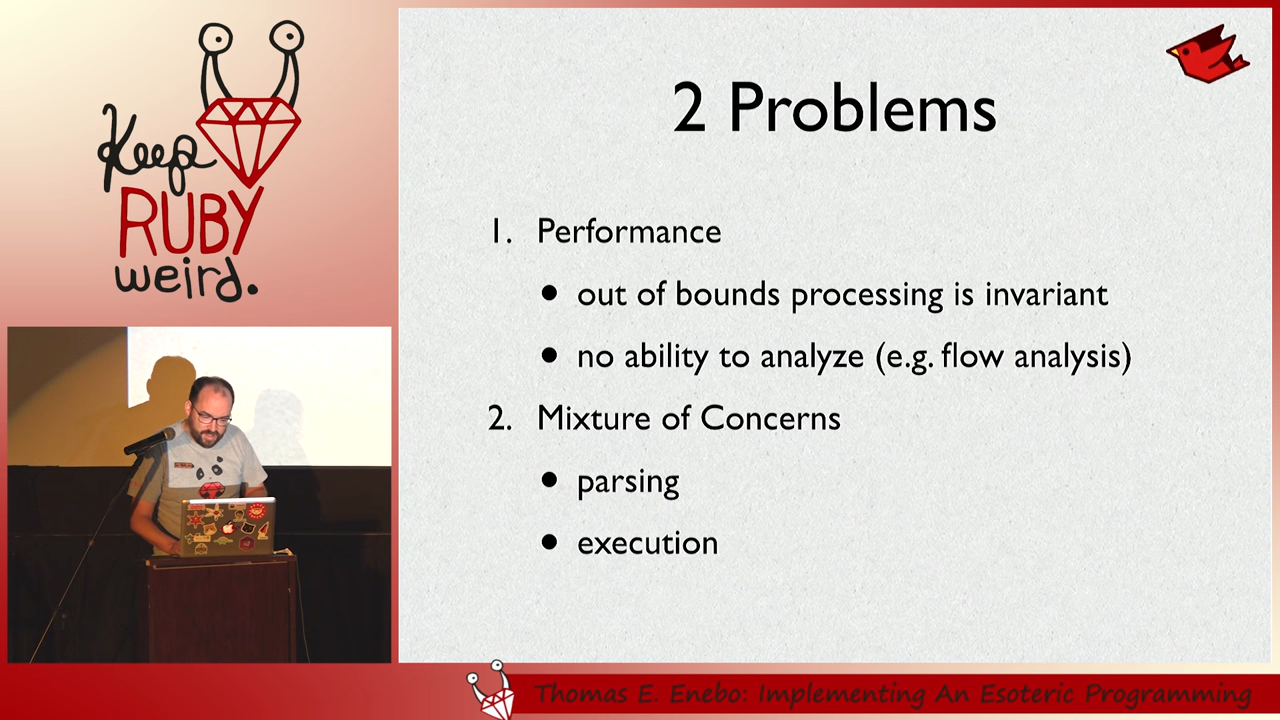 Keep
RUBY
weird.
2 Problems
1. Performance
• out of bounds processing is invariant
• no ability to analyze (e.g. flow analysis)
2. Mixture of Concerns
• parsing
• execution
Thomas E. Enebo: Implementing An Esoteric Programming